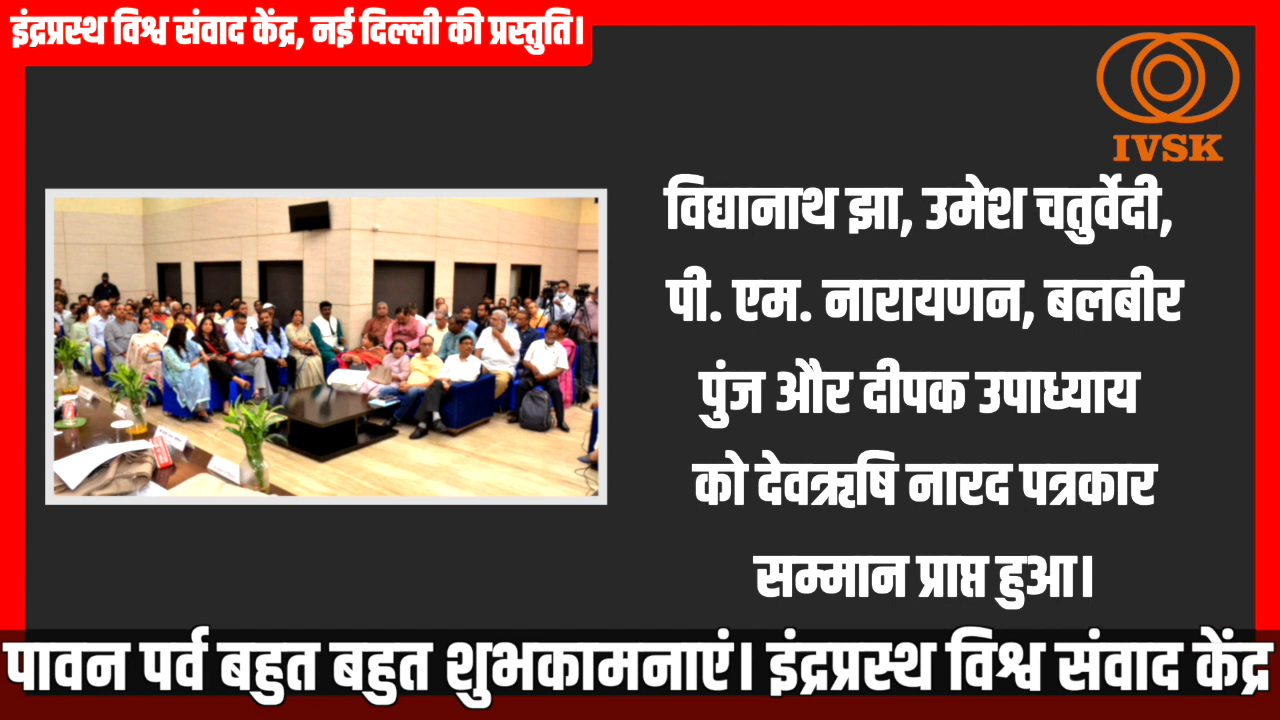 इंद्रप्रस्थ विश्व संवाद केंद्र, नई दिल्ली की प्रस्तुति।
IVSK
विद्यानाथ झा, उमेश चतुर्वेदी,
पी. एम. नारायणन, बलबीर
पुंज और दीपक उपाध्याय
को देवऋषि नारद पत्रकार
सम्मान प्राप्त हुआ।
पावन पर्व बहुत बहुत शुभकामनाएं। इंद्रप्रस्थ विश्व संवाद केंद्र